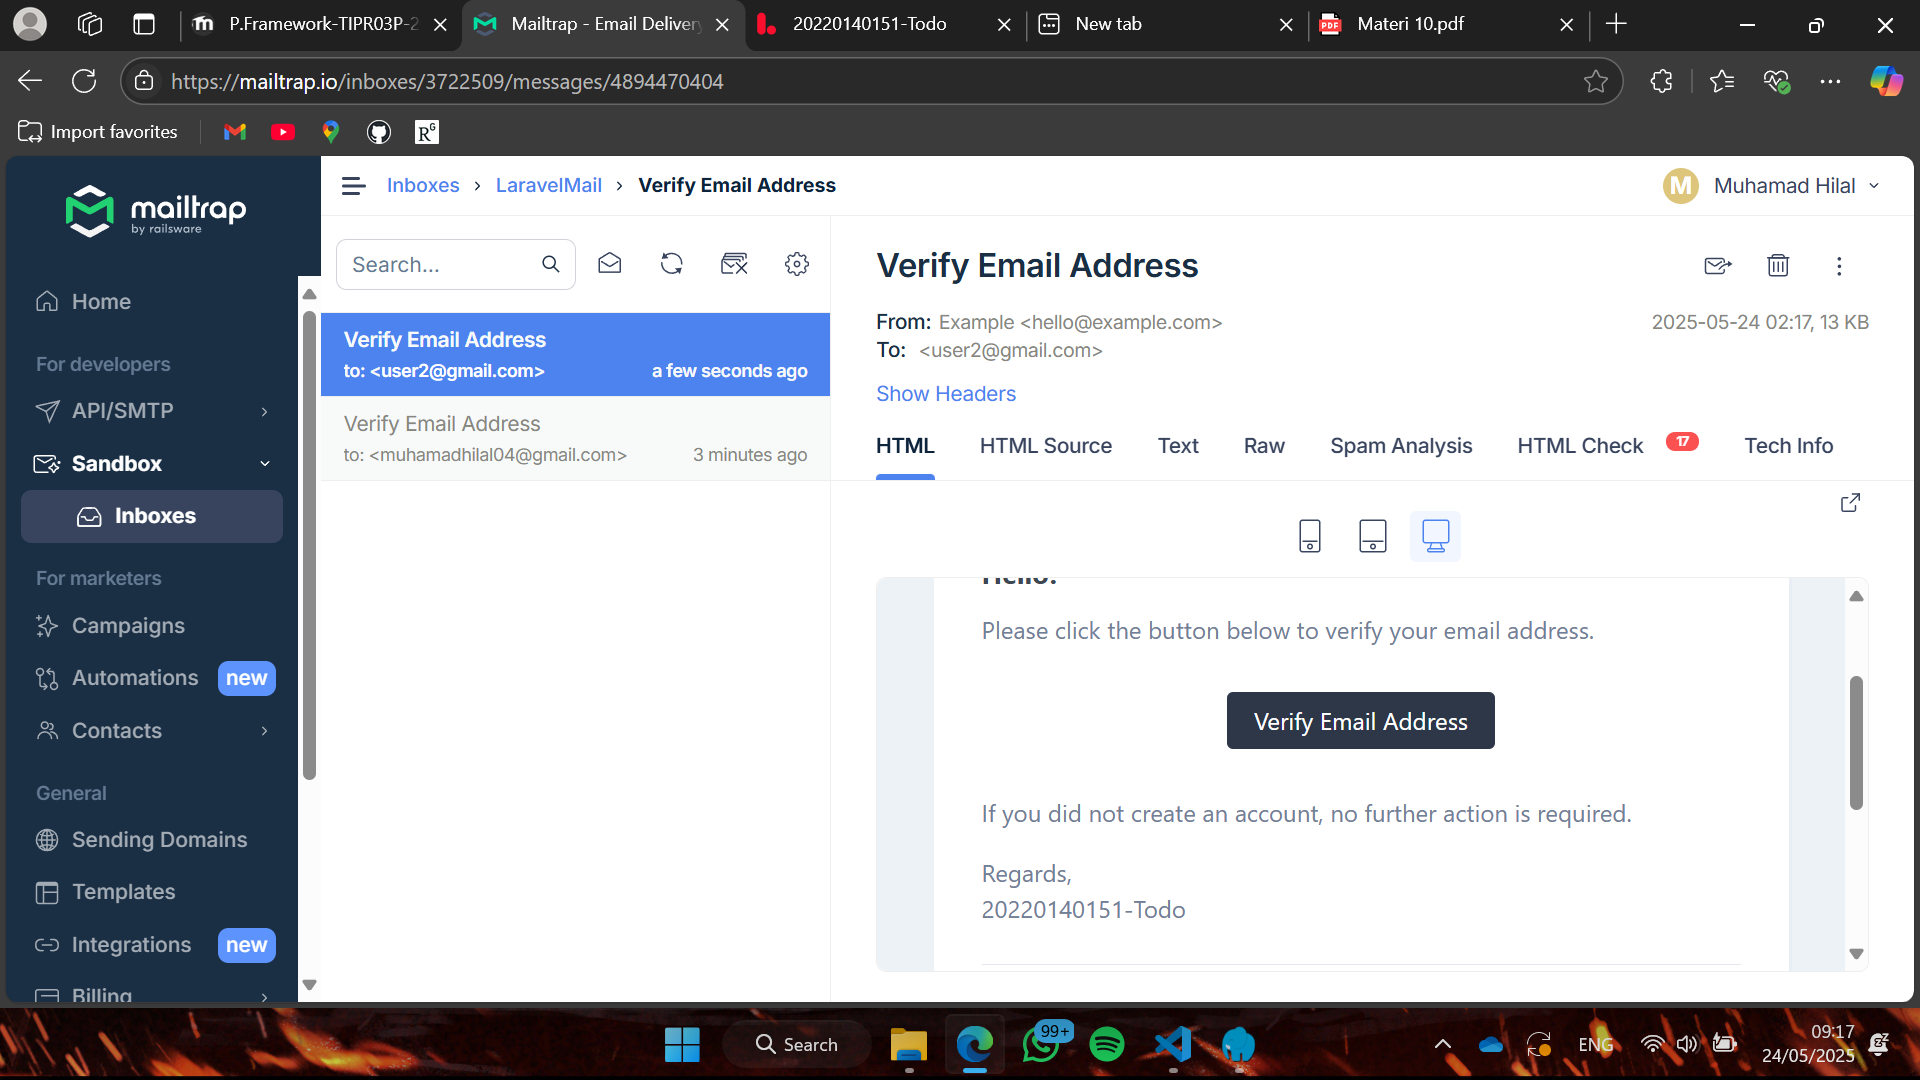 P.Framework-TIPR03P-2
Mailtrap - Email Delivery
20220140151-Todo
New tab
Materi 10.pdf
https://mailtrap.io/inboxes/3722509/messages/4894470404
Import favorites
mailtrap
by railsware
Home
For developers
API/SMTP
Sandbox
Inboxes
For marketers
Campaigns
Automations new
Contacts
General
Sending Domains
Templates
Integrations new
Billing
Inboxes › LaravelMail › Verify Email Address
M Muhamad Hilal
Search...
Verify Email Address
to: <user2@gmail.com> a few seconds ago
Verify Email Address
to: <muhamadhilal04@gmail.com> 3 minutes ago
Verify Email Address
From: Example <hello@example.com> 2025-05-24 02:17, 13 KB
To: <user2@gmail.com>
Show Headers
HTML HTML Source Text Raw Spam Analysis HTML Check 17 Tech Info
Hello!
Please click the button below to verify your email address.
Verify Email Address
If you did not create an account, no further action is required.
Regards,
20220140151-Todo
Search
99+
ENG
09:17
24/05/2025